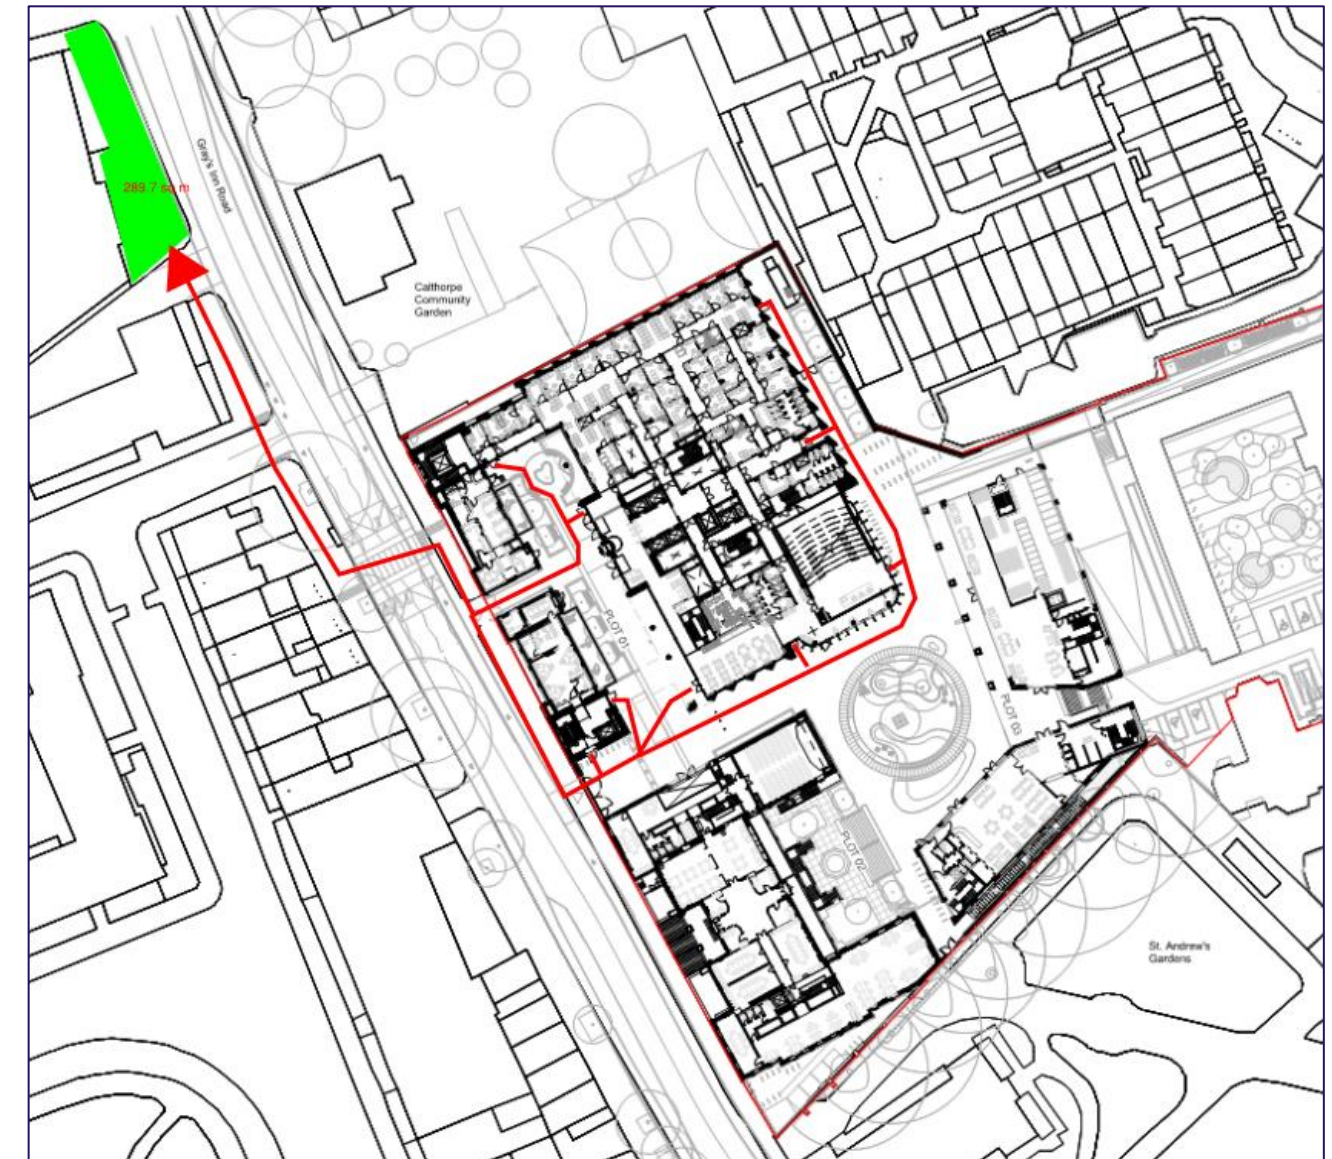 Gray's Inn Road
289.7 sq m
Calthorpe
Community
Garden
PLOT 01
PLOT 03
PLOT 02
St. Andrew's
Gardens